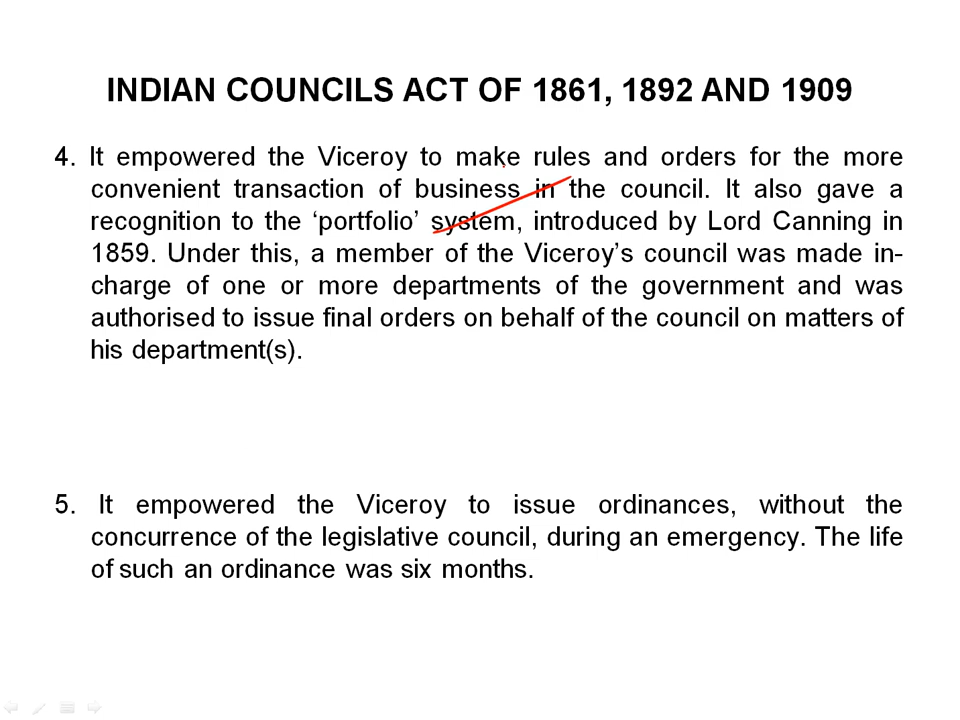 INDIAN COUNCILS ACT OF 1861, 1892 AND 1909
4. It empowered the Viceroy to make rules and orders for the more
convenient transaction of business in the council. It also gave a
recognition to the ‘portfolio’ system, introduced by Lord Canning in
1859. Under this, a member of the Viceroy’s council was made in-
charge of one or more departments of the government and was
authorised to issue final orders on behalf of the council on matters of
his department(s).
5. It empowered the Viceroy to issue ordinances, without the
concurrence of the legislative council, during an emergency. The life
of such an ordinance was six months.